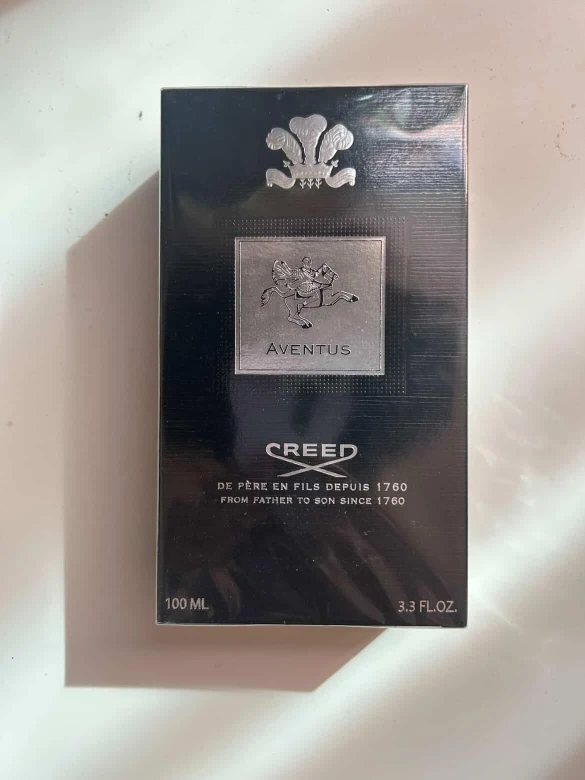 AVENTUS
CREED
DE PÈRE EN FILS DEPUIS 1760
FROM FATHER TO SON SINCE 1760
100 ML
3.3 FL.OZ.